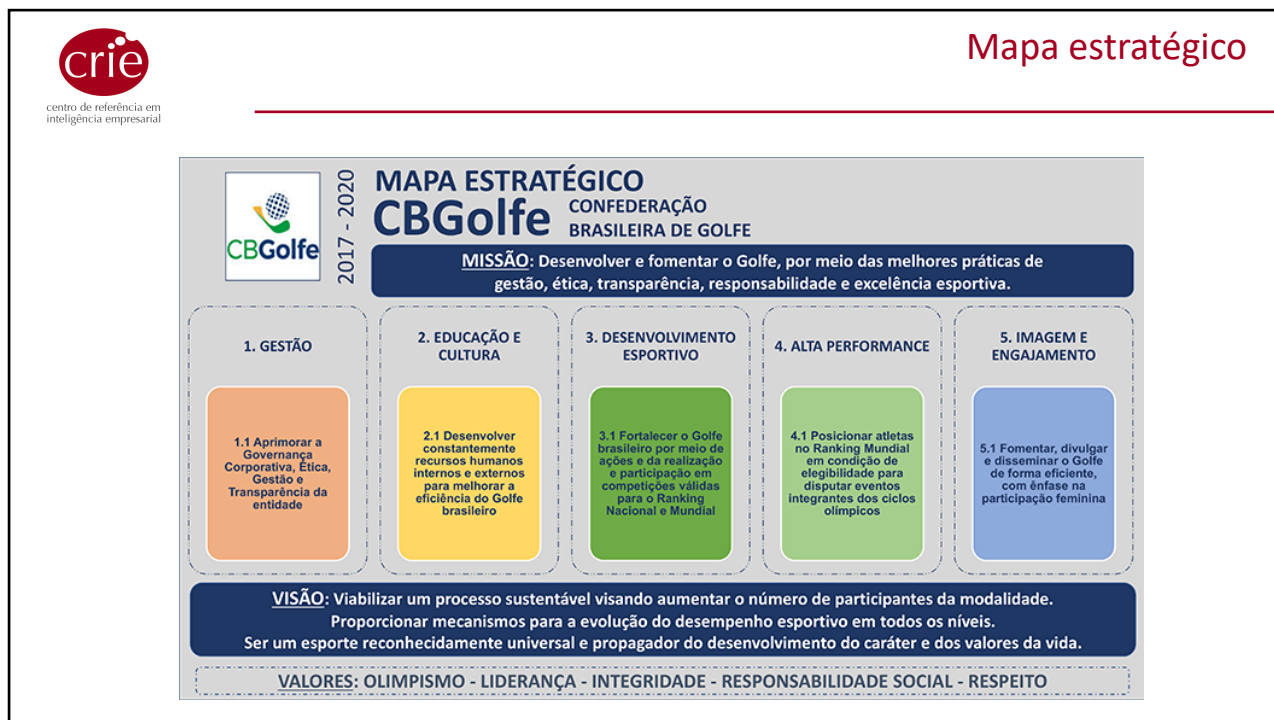 Mapa estratégico
crie
centro de referência em
inteligência empresarial
CBGolfe
2017 - 2020
MAPA ESTRATÉGICO
CBGolfe
CONFEDERAÇÃO
BRASILEIRA DE GOLFE
MISSÃO: Desenvolver e fomentar o Golfe, por meio das melhores práticas de
gestão, ética, transparência, responsabilidade e excelência esportiva.
1. GESTÃO
1.1 Aprimorar a
Governança
Corporativa, Ética,
Gestão e
Transparência da
entidade
2. EDUCAÇÃO E
CULTURA
2.1 Desenvolver
constantemente
recursos humanos
internos e externos
para melhorar a
eficiência do Golfe
brasileiro
3. DESENVOLVIMENTO
ESPORTIVO
3.1 Fortalecer o Golfe
brasileiro por meio de
ações e da realização
e participação em
competições válidas
para o Ranking
Nacional e Mundial
4. ALTA PERFORMANCE
4.1 Posicionar atletas
no Ranking Mundial
em condição de
elegibilidade para
disputar eventos
integrantes dos ciclos
olímpicos
5. IMAGEM E
ENGAJAMENTO
5.1 Fomentar, divulgar
e disseminar o Golfe
de forma eficiente,
com ênfase na
participação feminina
VISÃO: Viabilizar um processo sustentável visando aumentar o número de participantes da modalidade.
Proporcionar mecanismos para a evolução do desempenho esportivo em todos os níveis.
Ser um esporte reconhecidamente universal e propagador do desenvolvimento do caráter e dos valores da vida.
VALORES: OLIMPISMO - LIDERANÇA - INTEGRIDADE - RESPONSABILIDADE SOCIAL - RESPEITO